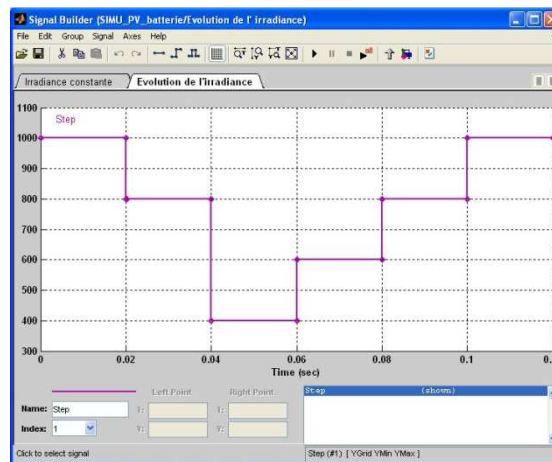 Signal Builder (SIMU_PV_batterie/Evolution de l' irradiance)
File Edit Group Signal Axes Help
Irradiance constante
Evolution de l'irradiance
1100
1000
900
800
700
600
500
400
300
Step
0 0.02 0.04 0.06 0.08 0.1
Time (sec)
Left Point Right Point
Name: Step T: T:
Index: 1 Y: Y:
Step (shown)
Click to select signal
Step (#1) [ YGrid YMin YMax ]